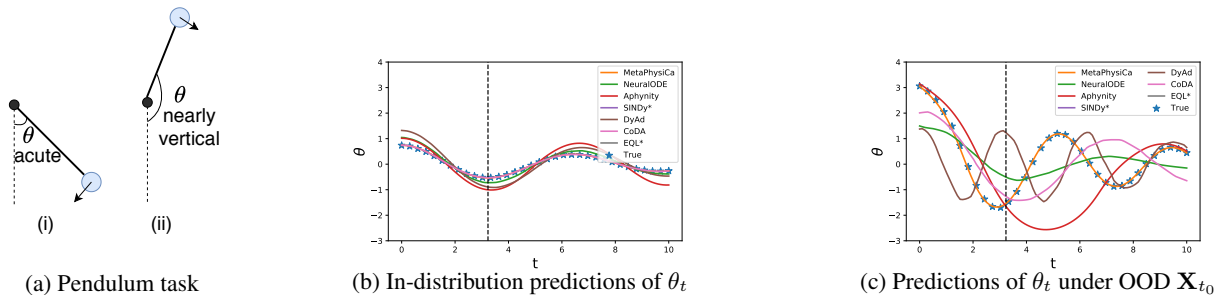 θ
acute
(i)
θ
nearly
vertical
(ii)
(a) Pendulum task
4
3
2
1
0
−1
−2
−3
θ
0 2 4 6 8 10
t
MetaPhysiCa
NeuralODE
Aphynity
SINDy*
DyAd
CoDA
EQL*
True
(b) In-distribution predictions of θt
4
3
2
1
0
−1
−2
−3
θ
0 2 4 6 8 10
t
MetaPhysiCa
NeuralODE
Aphynity
SINDy*
DyAd
CoDA
EQL*
True
(c) Predictions of θt under OOD Xt0